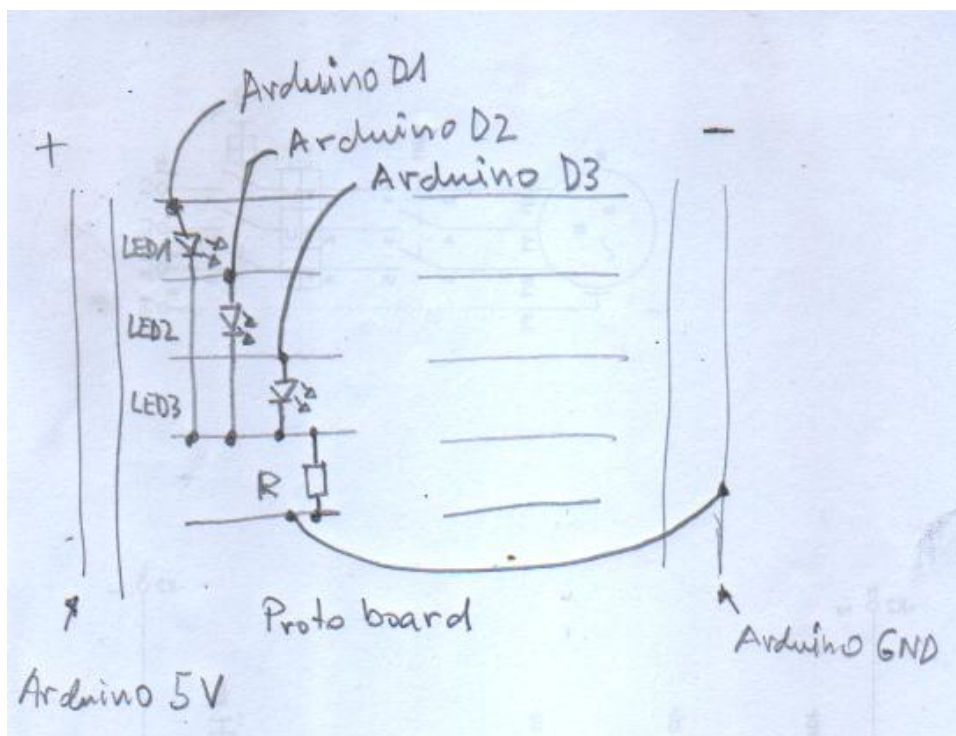 Arduino D1
+
Arduino D2
-
Arduino D3
LED1
LED2
LED3
R
Proto board
Arduino GND
Arduino 5V